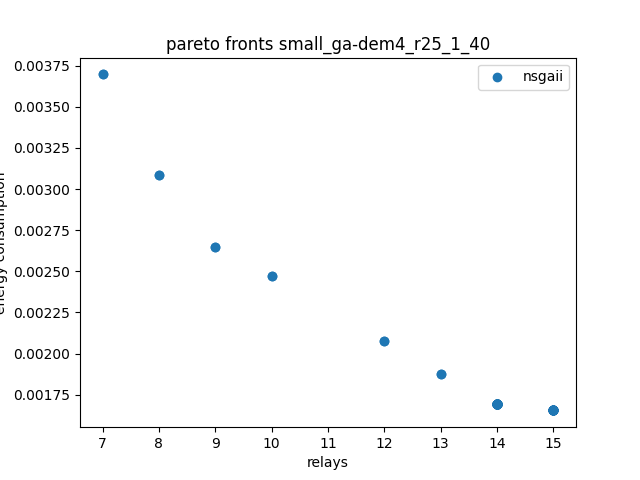 pareto fronts small_ga-dem4_r25_1_40
nsgaii
0.00375
0.00350
0.00325
0.00300
0.00275
0.00250
0.00225
0.00200
0.00175
energy consumption
7 8 9 10 11 12 13 14 15
relays